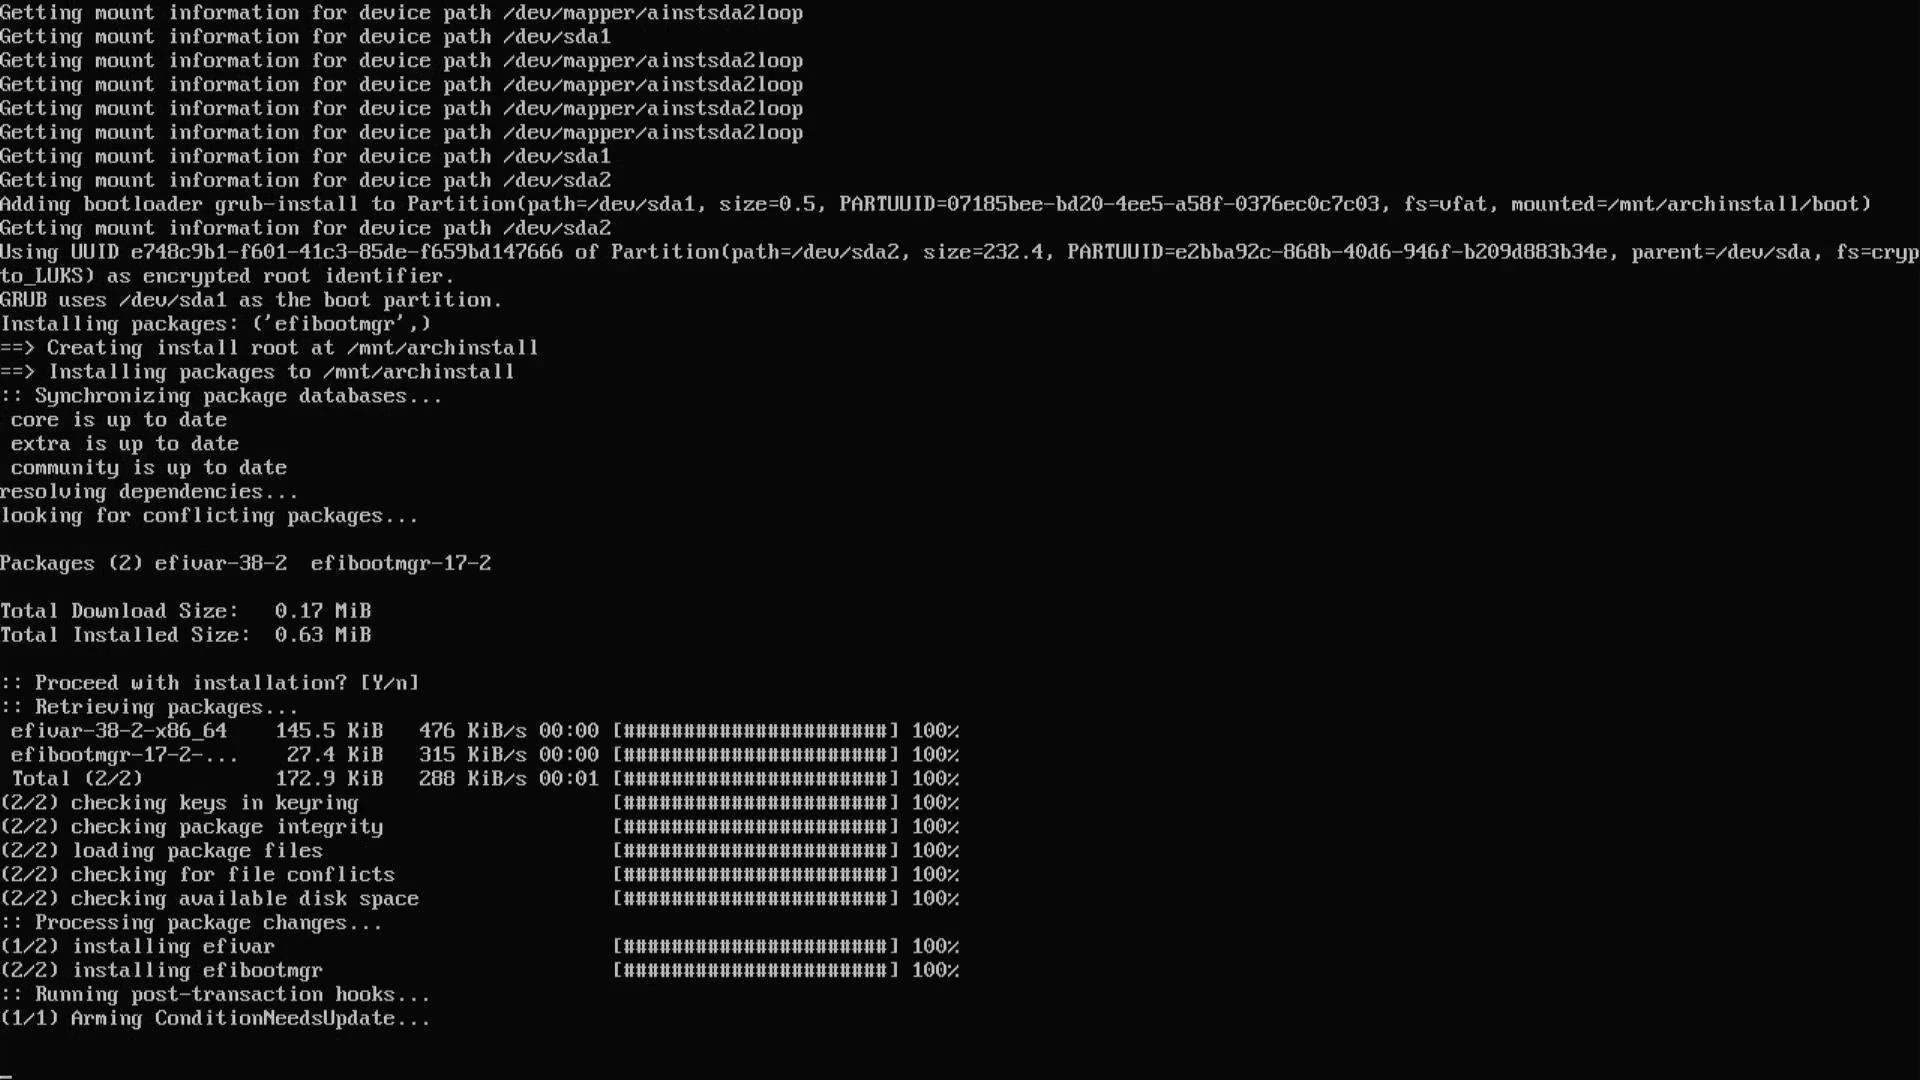 Getting mount information for device path /dev/mapper/ainstsda2loop
Getting mount information for device path /dev/sda1
Getting mount information for device path /dev/mapper/ainstsda2loop
Getting mount information for device path /dev/mapper/ainstsda2loop
Getting mount information for device path /dev/mapper/ainstsda2loop
Getting mount information for device path /dev/mapper/ainstsda2loop
Getting mount information for device path /dev/sda1
Getting mount information for device path /dev/sda2
Adding bootloader grub-install to Partition(path=/dev/sda1, size=0.5, PARTUUID=07185bee-bd20-4ee5-a58f-0376ec0c7c03, fs=vfat, mounted=/mnt/archinstall/boot)
Getting mount information for device path /dev/sda2
Using UUID e748c9b1-f601-41c3-85de-f659bd147666 of Partition(path=/dev/sda2, size=232.4, PARTUUID=e2bba92c-868b-40d6-946f-b209d883b34e, parent=/dev/sda, fs=cryp
to_LUKS) as encrypted root identifier.
GRUB uses /dev/sda1 as the boot partition.
Installing packages: ('efibootmgr',)
==> Creating install root at /mnt/archinstall
==> Installing packages to /mnt/archinstall
:: Synchronizing package databases...
 core is up to date
 extra is up to date
 community is up to date
resolving dependencies...
looking for conflicting packages...

Packages (2) efivar-38-2  efibootmgr-17-2

Total Download Size:   0.17 MiB
Total Installed Size:  0.63 MiB

:: Proceed with installation? [Y/n]
:: Retrieving packages...
 efivar-38-2-x86_64    145.5 KiB   476 KiB/s 00:00 [######################] 100%
 efibootmgr-17-2-...    27.4 KiB   315 KiB/s 00:00 [######################] 100%
 Total (2/2)           172.9 KiB   288 KiB/s 00:01 [######################] 100%
(2/2) checking keys in keyring                     [######################] 100%
(2/2) checking package integrity                   [######################] 100%
(2/2) loading package files                        [######################] 100%
(2/2) checking for file conflicts                  [######################] 100%
(2/2) checking available disk space                [######################] 100%
:: Processing package changes...
(1/2) installing efivar                            [######################] 100%
(2/2) installing efibootmgr                        [######################] 100%
:: Running post-transaction hooks...
(1/1) Arming ConditionNeedsUpdate...
_